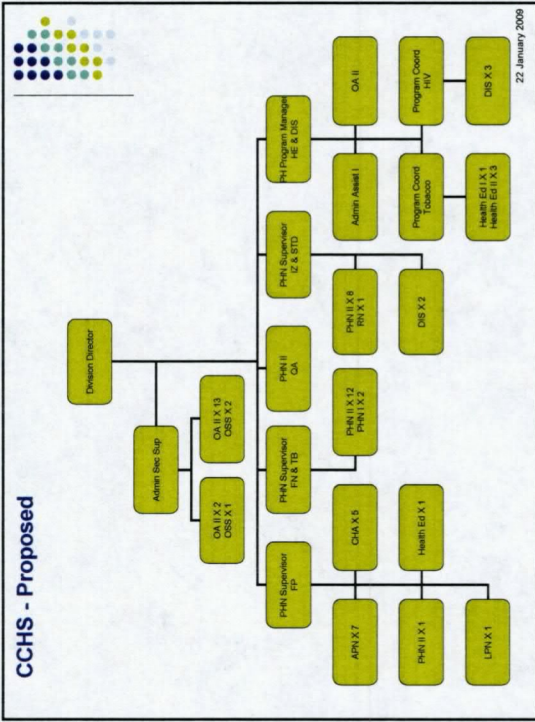 CCHS - Proposed
Division Director
Admin Sec Sup
OA II X 2
OSS X 1
OA II X 13
OSS X 2
PHN Supervisor
FP
PHN Supervisor
FN & TB
PHN II
QA
PHN Supervisor
IZ & STD
PH Program Manager
HE & DIS
APN X 7
CHA X 5
PHN II X 1
Health Ed X 1
LPN X 1
PHN II X 12
PHN I X 2
PHN II X 6
RN X 1
DIS X 2
Admin Assist I
OA II
Program Coord
Tobacco
Program Coord
HIV
Health Ed I X 1
Health Ed II X 3
DIS X 3
22 January 2009